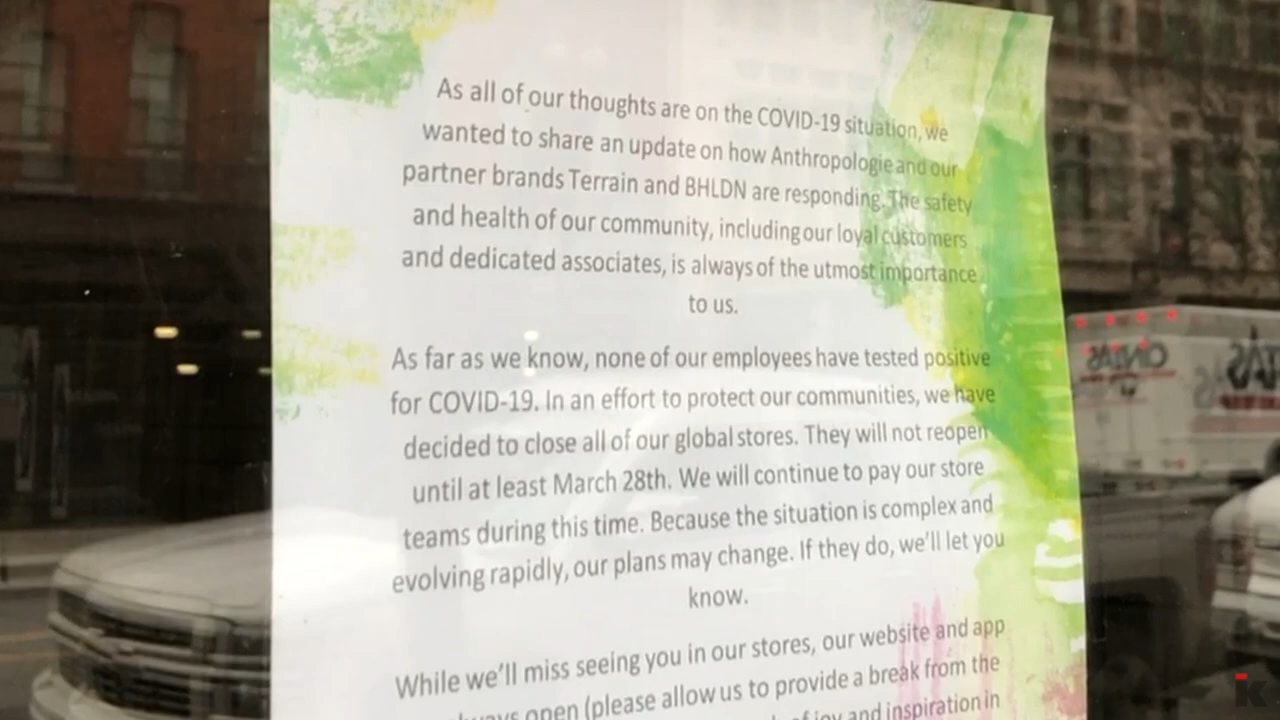 As all of our thoughts are on the COVID-19 situation, we
wanted to share an update on how Anthropologie and our
partner brands Terrain and BHLDN are responding. The safety
and health of our community, including our loyal customers
and dedicated associates, is always of the utmost importance
to us.
As far as we know, none of our employees have tested positive
for COVID-19. In an effort to protect our communities, we have
decided to close all of our global stores. They will not reopen
until at least March 28th. We will continue to pay our store
teams during this time. Because the situation is complex and
evolving rapidly, our plans may change. If they do, we'll let you
know.
While we'll miss seeing you in our stores, our website and app
open (please allow us to provide a break from the
of joy and inspiration in
k